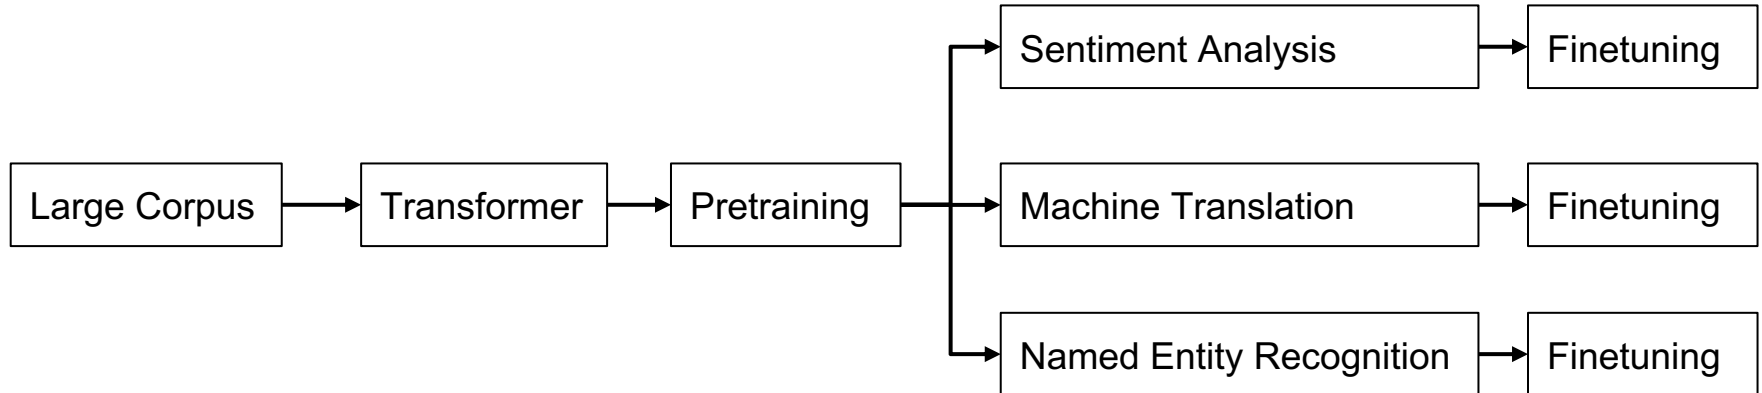 Sentiment Analysis
Finetuning
Large Corpus
Transformer
Pretraining
Machine Translation
Finetuning
Named Entity Recognition
Finetuning